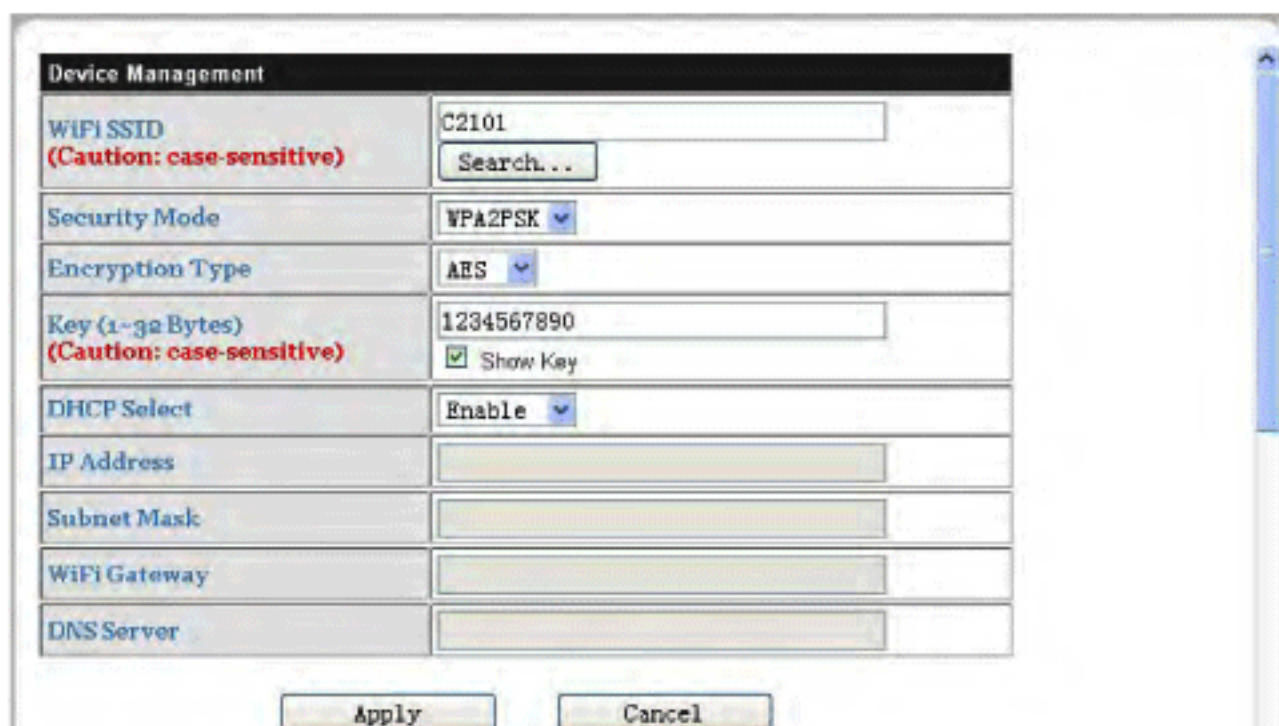 Device Management
WiFi SSID
(Caution: case-sensitive)
C2101
Search...
Security Mode
WPA2PSK
Encryption Type
AES
Key (1~32 Bytes)
(Caution: case-sensitive)
1234567890
Show Key
DHCP Select
Enable
IP Address
Subnet Mask
WiFi Gateway
DNS Server
Apply
Cancel